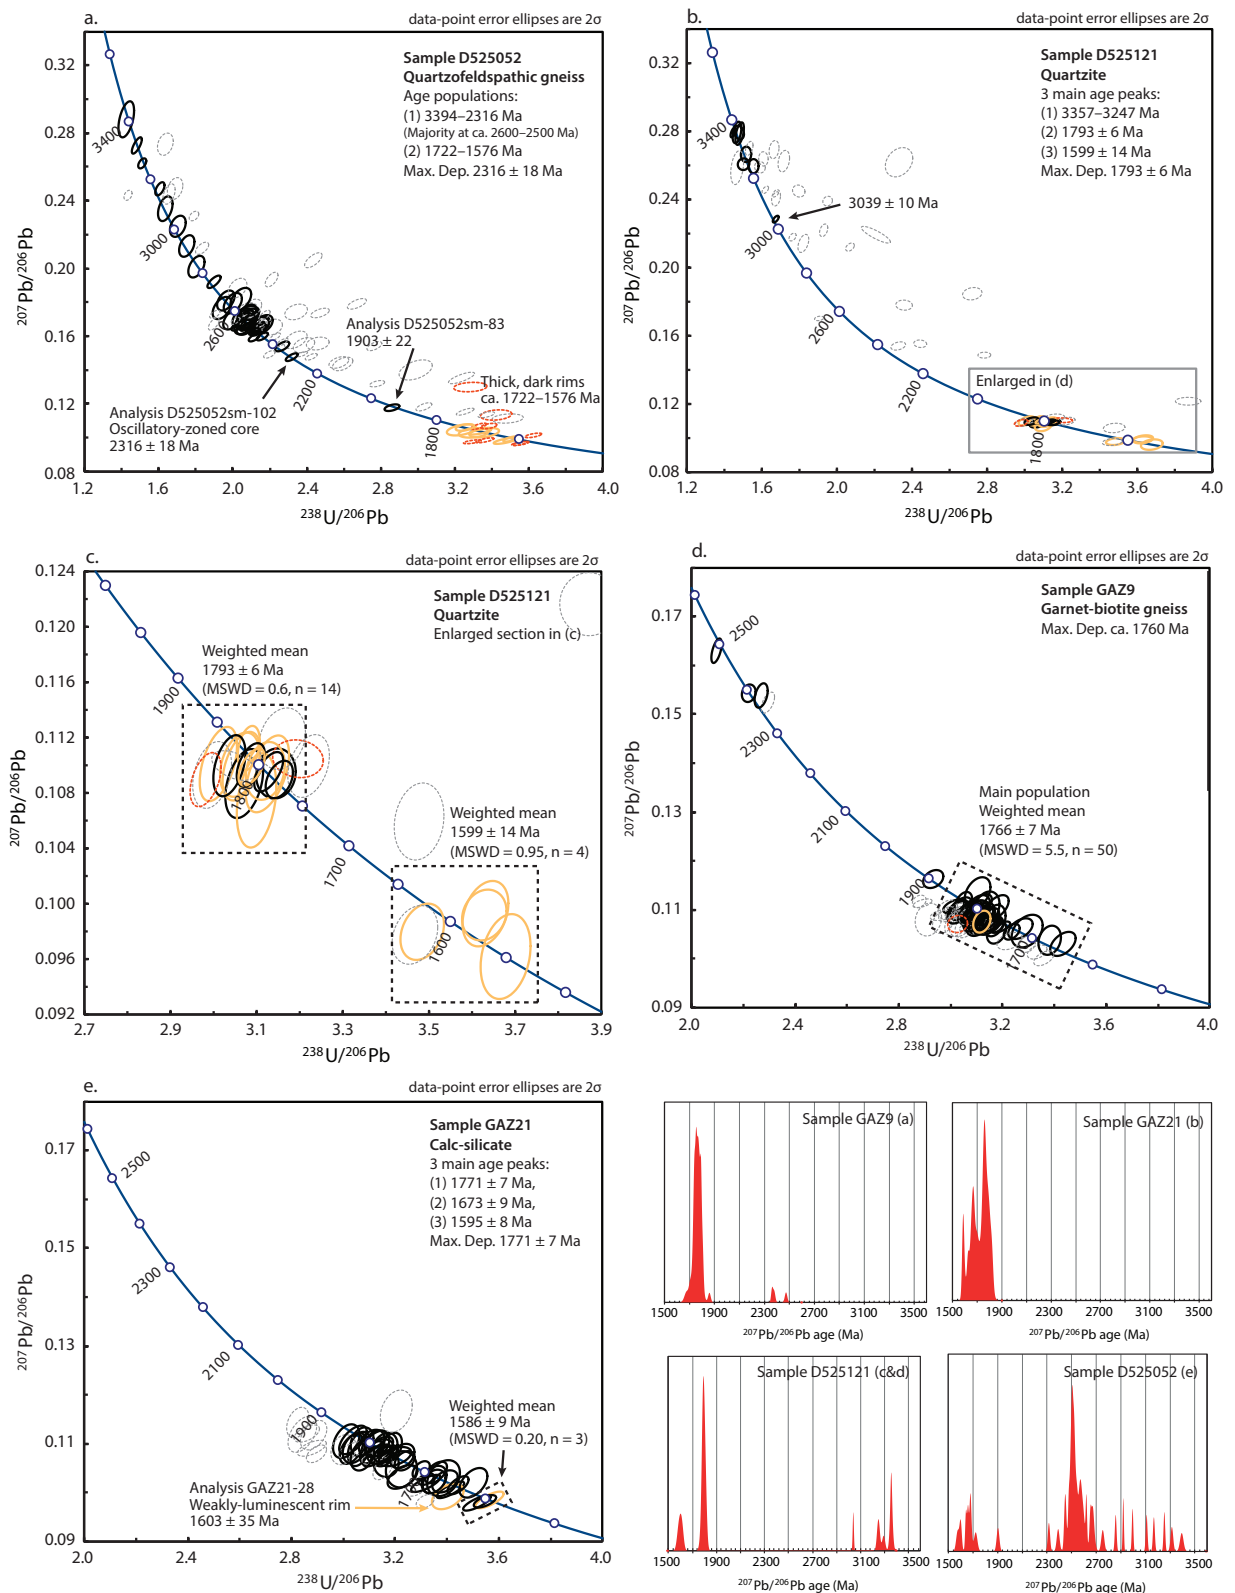 a.
data-point error ellipses are 2σ
Sample D525052
Quartzofeldspathic gneiss
Age populations:
(1) 3394–2316 Ma
(Majority at ca. 2600–2500 Ma)
(2) 1722–1576 Ma
Max. Dep. 2316 ± 18 Ma
0.32
0.28
0.24
0.20
0.16
0.12
0.08
207Pb/206Pb
3400
3000
2600
2200
1800
Analysis D525052sm-83
1903 ± 22
Thick, dark rims
ca. 1722–1576 Ma
Analysis D525052sm-102
Oscillatory-zoned core
2316 ± 18 Ma
1.2 1.6 2.0 2.4 2.8 3.2 3.6 4.0
238U/206Pb
b.
data-point error ellipses are 2σ
Sample D525121
Quartzite
3 main age peaks:
(1) 3357–3247 Ma
(2) 1793 ± 6 Ma
(3) 1599 ± 14 Ma
Max. Dep. 1793 ± 6 Ma
0.32
0.28
0.24
0.20
0.16
0.12
0.08
207Pb/206Pb
3400
3039 ± 10 Ma
3000
2600
2200
Enlarged in (d)
1800
1.2 1.6 2.0 2.4 2.8 3.2 3.6 4.0
238U/206Pb
c.
data-point error ellipses are 2σ
Sample D525121
Quartzite
Enlarged section in (c)
0.124
0.120
0.116
0.112
0.108
0.104
0.100
0.096
0.092
207Pb/206Pb
Weighted mean
1793 ± 6 Ma
(MSWD = 0.6, n = 14)
1900
1800
1700
1600
Weighted mean
1599 ± 14 Ma
(MSWD = 0.95, n = 4)
2.7 2.9 3.1 3.3 3.5 3.7 3.9
238U/206Pb
d.
data-point error ellipses are 2σ
Sample GAZ9
Garnet-biotite gneiss
Max. Dep. ca. 1760 Ma
0.17
0.15
0.13
0.11
0.09
207Pb/206Pb
2500
2300
2100
1900
1700
Main population
Weighted mean
1766 ± 7 Ma
(MSWD = 5.5, n = 50)
2.0 2.4 2.8 3.2 3.6 4.0
238U/206Pb
e.
data-point error ellipses are 2σ
Sample GAZ21
Calc-silicate
3 main age peaks:
(1) 1771 ± 7 Ma,
(2) 1673 ± 9 Ma,
(3) 1595 ± 8 Ma
Max. Dep. 1771 ± 7 Ma
0.17
0.15
0.13
0.11
0.09
207Pb/206Pb
2500
2300
2100
1900
Weighted mean
1586 ± 9 Ma
(MSWD = 0.20, n = 3)
Analysis GAZ21-28
Weakly-luminescent rim
1603 ± 35 Ma
2.0 2.4 2.8 3.2 3.6 4.0
238U/206Pb
Sample GAZ9 (a)
1500 1900 2300 2700 3100 3500
207Pb/206Pb age (Ma)
Sample GAZ21 (b)
1500 1900 2300 2700 3100 3500
207Pb/206Pb age (Ma)
Sample D525121 (c&d)
1500 1900 2300 2700 3100 3500
207Pb/206Pb age (Ma)
Sample D525052 (e)
1500 1900 2300 2700 3100 3500
207Pb/206Pb age (Ma)